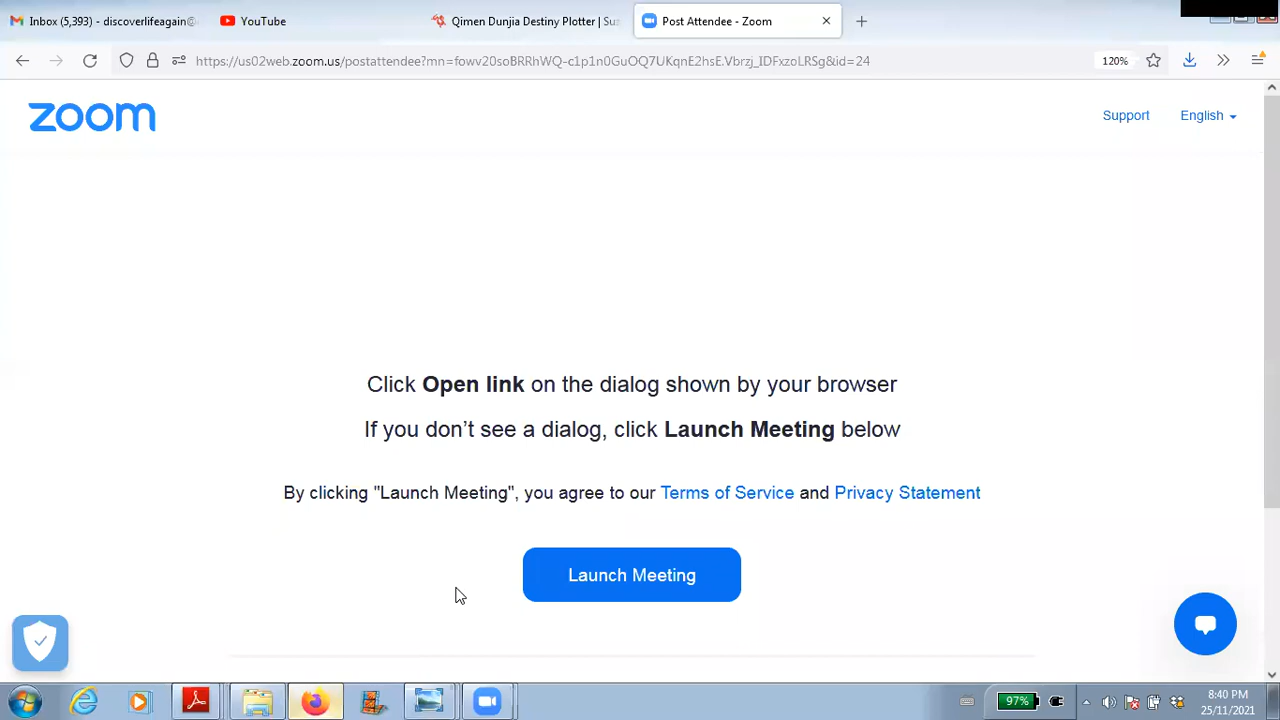 Inbox (5,393) - discoverlifeagain@
YouTube
Qimen Dunjia Destiny Plotter | Su
Post Attendee - Zoom
https://us02web.zoom.us/postattendee?mn=fowv20soBRRhWQ-c1p1n0GuOQ7UKqnE2hsE.Vbrzj_IDFxzoLRSg&id=24
120%
zoom
Support
English
Click Open link on the dialog shown by your browser
If you don’t see a dialog, click Launch Meeting below
By clicking "Launch Meeting", you agree to our Terms of Service and Privacy Statement
Launch Meeting
97%
8:40 PM
25/11/2021